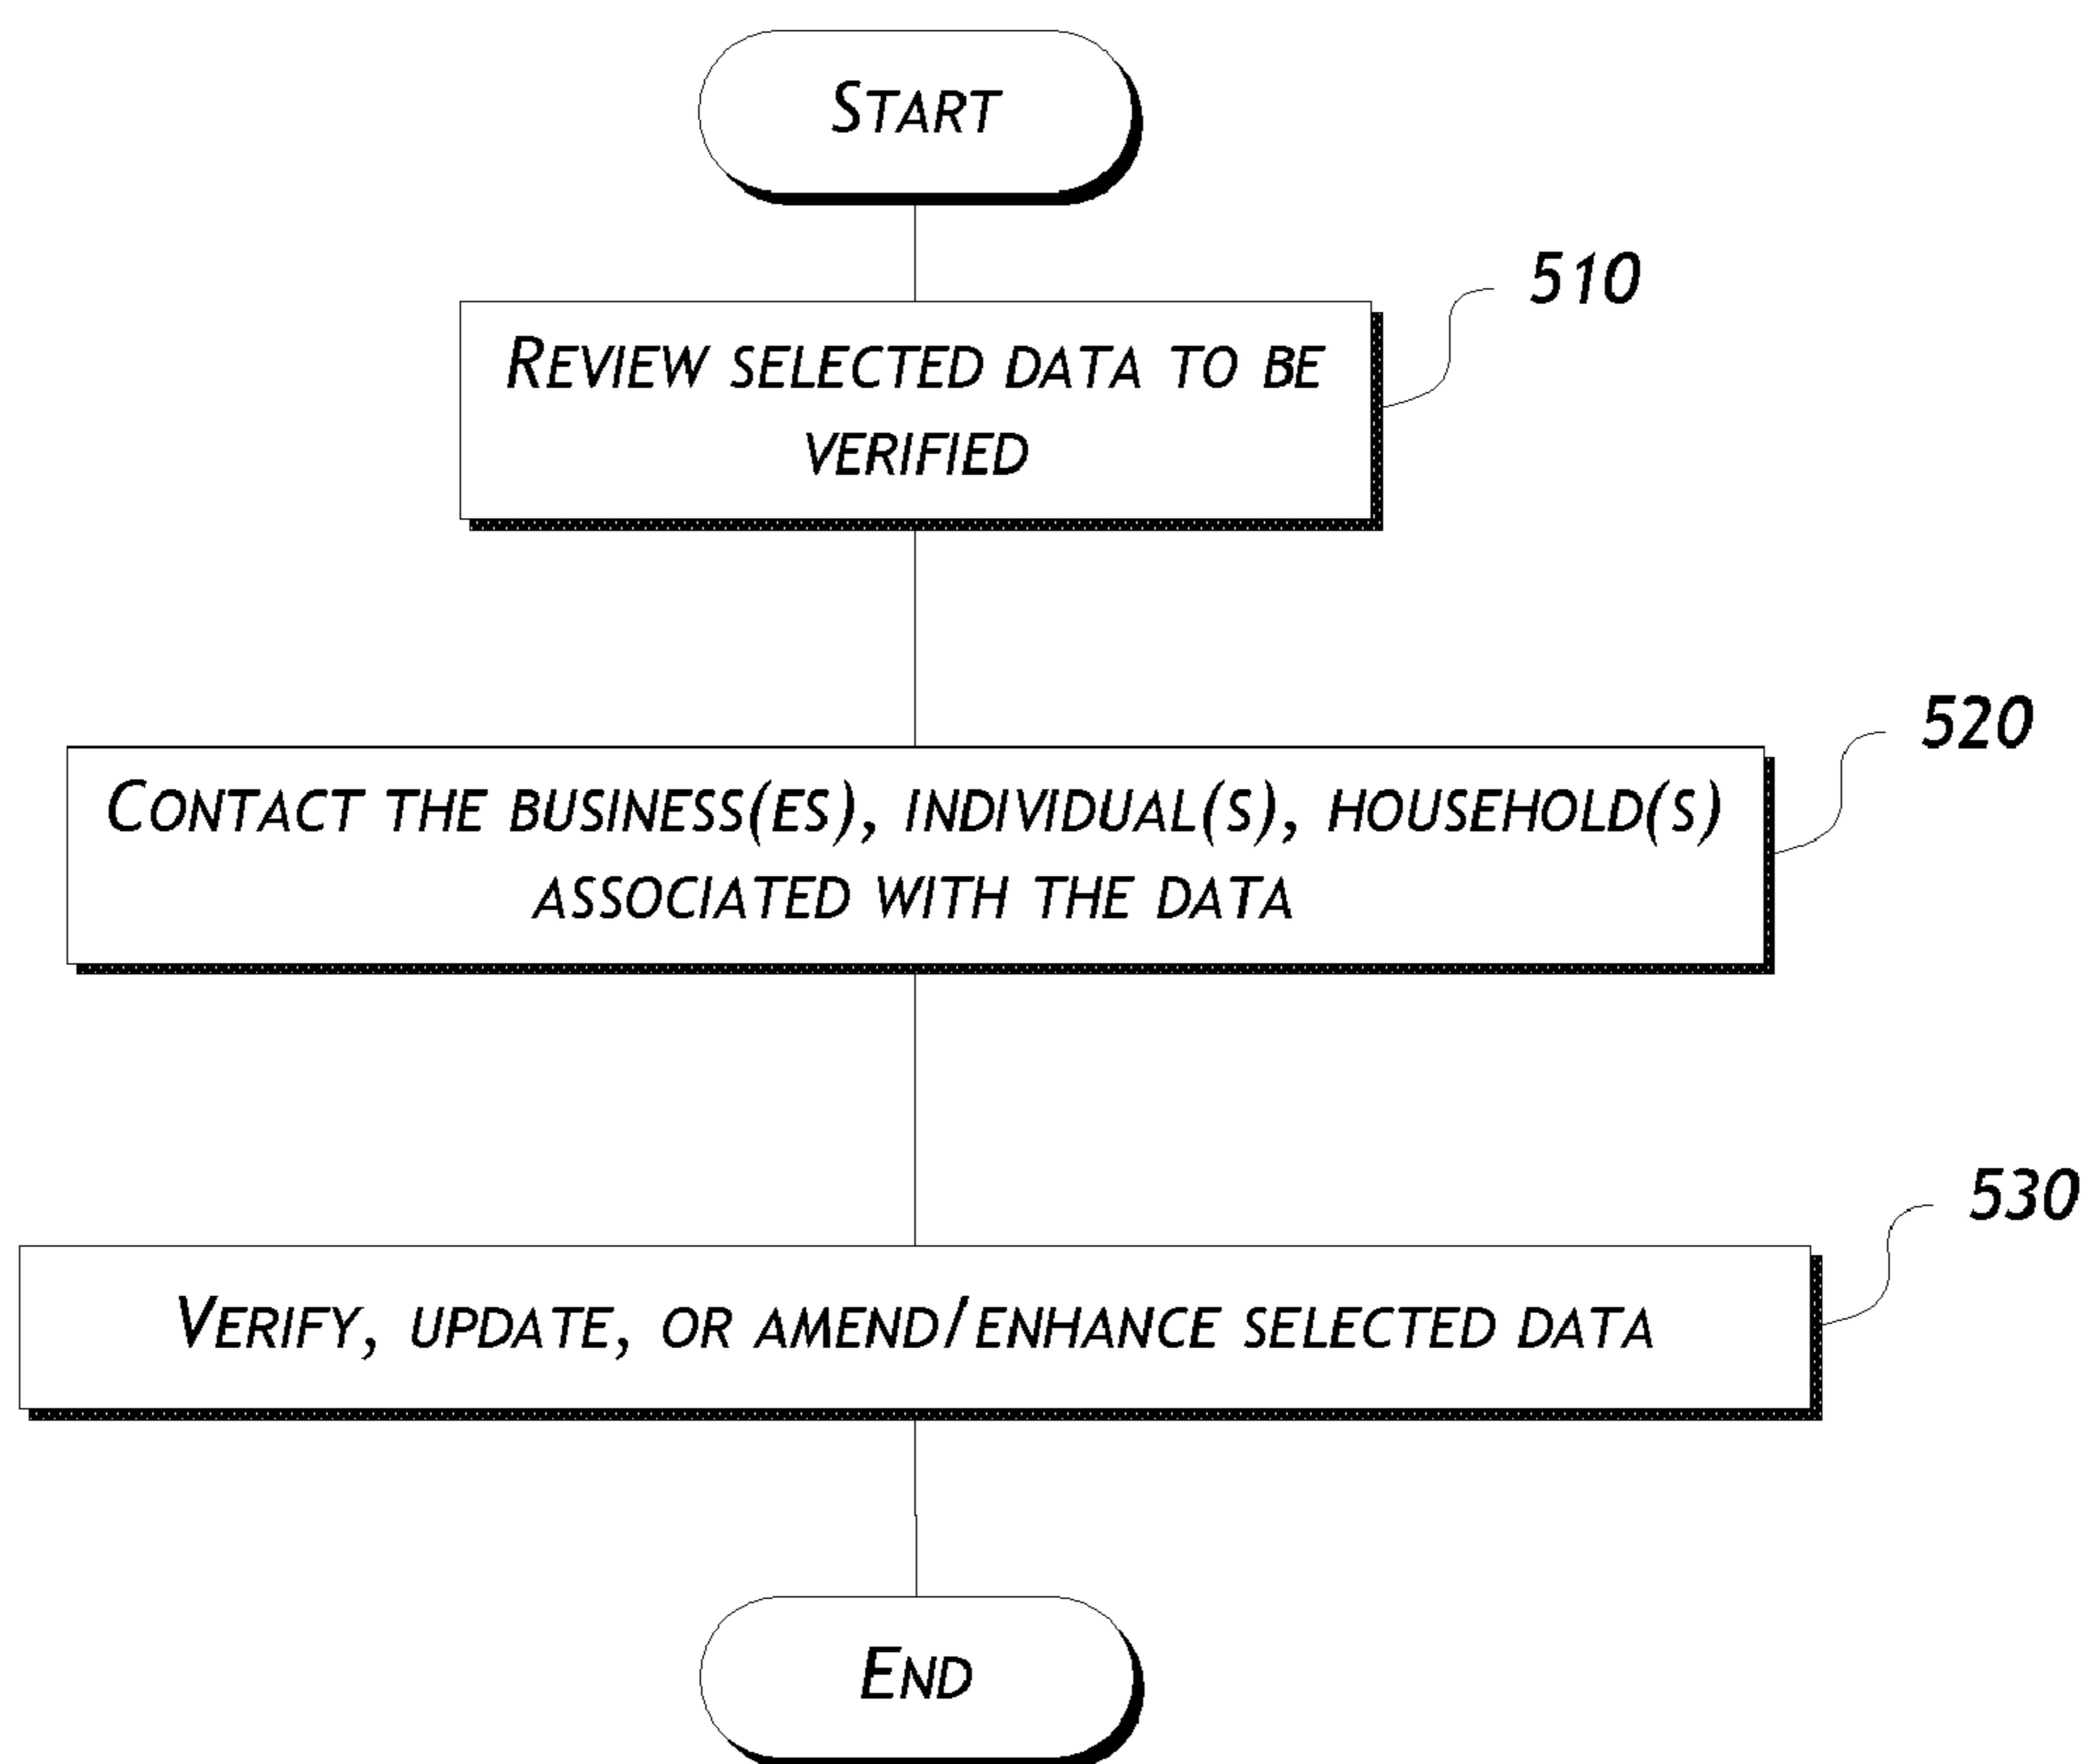 START
510
REVIEW SELECTED DATA TO BE
VERIFIED
520
CONTACT THE BUSINESS(ES), INDIVIDUAL(S), HOUSEHOLD(S)
ASSOCIATED WITH THE DATA
530
VERIFY, UPDATE, OR AMEND/ENHANCE SELECTED DATA
END